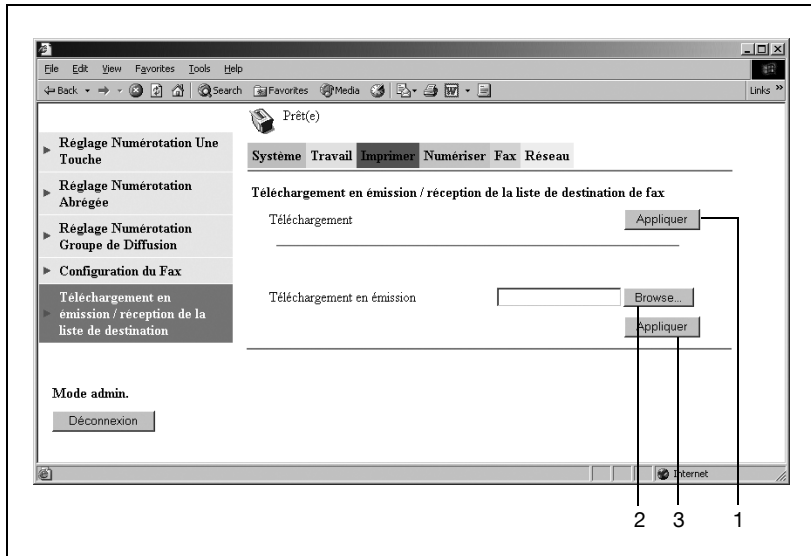 File Edit View Favorites Tools Help
Back Search Favorites Media Links »
Prêt(e)
Système Travail Imprimer Numériser Fax Réseau
Réglage Numérotation Une
Touche
Réglage Numérotation
Abrégée
Réglage Numérotation
Groupe de Diffusion
Configuration du Fax
Téléchargement en
émission / réception de la
liste de destination
Mode admin.
Déconnexion
Téléchargement en émission / réception de la liste de destination de fax
Téléchargement Appliquer
Téléchargement en émission Browse...
Appliquer
Internet
2 3 1